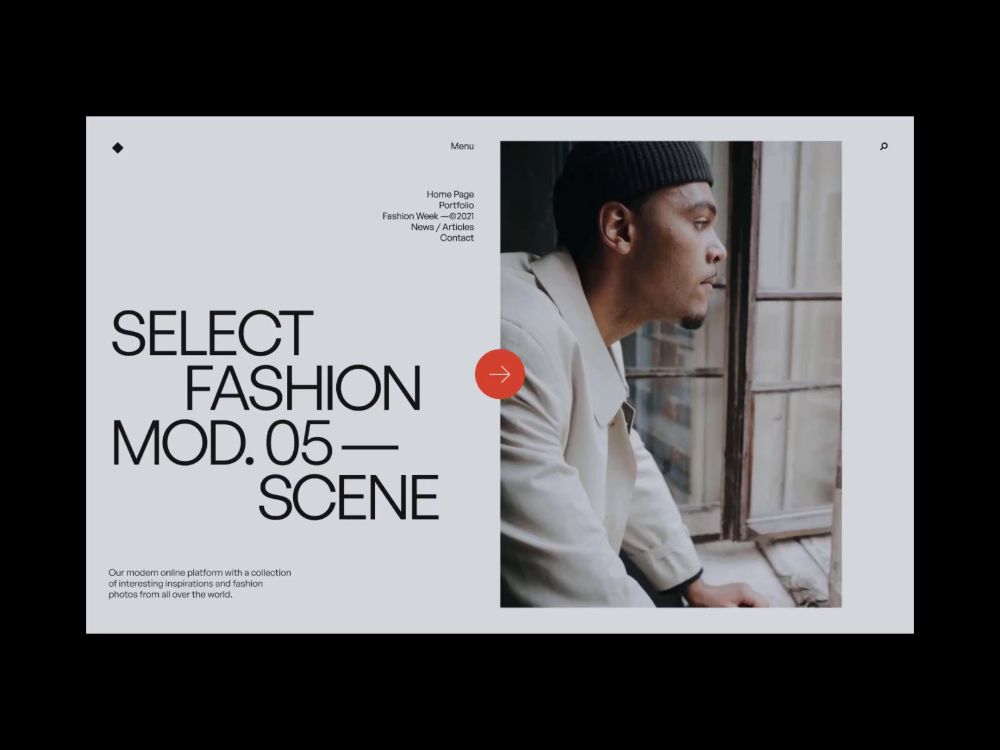 Menu
Home Page
Portfolio
Fashion Week —©2021
News / Articles
Contact
SELECT
FASHION
MOD. 05 —
SCENE
Our modern online platform with a collection
of interesting inspirations and fashion
photos from all over the world.